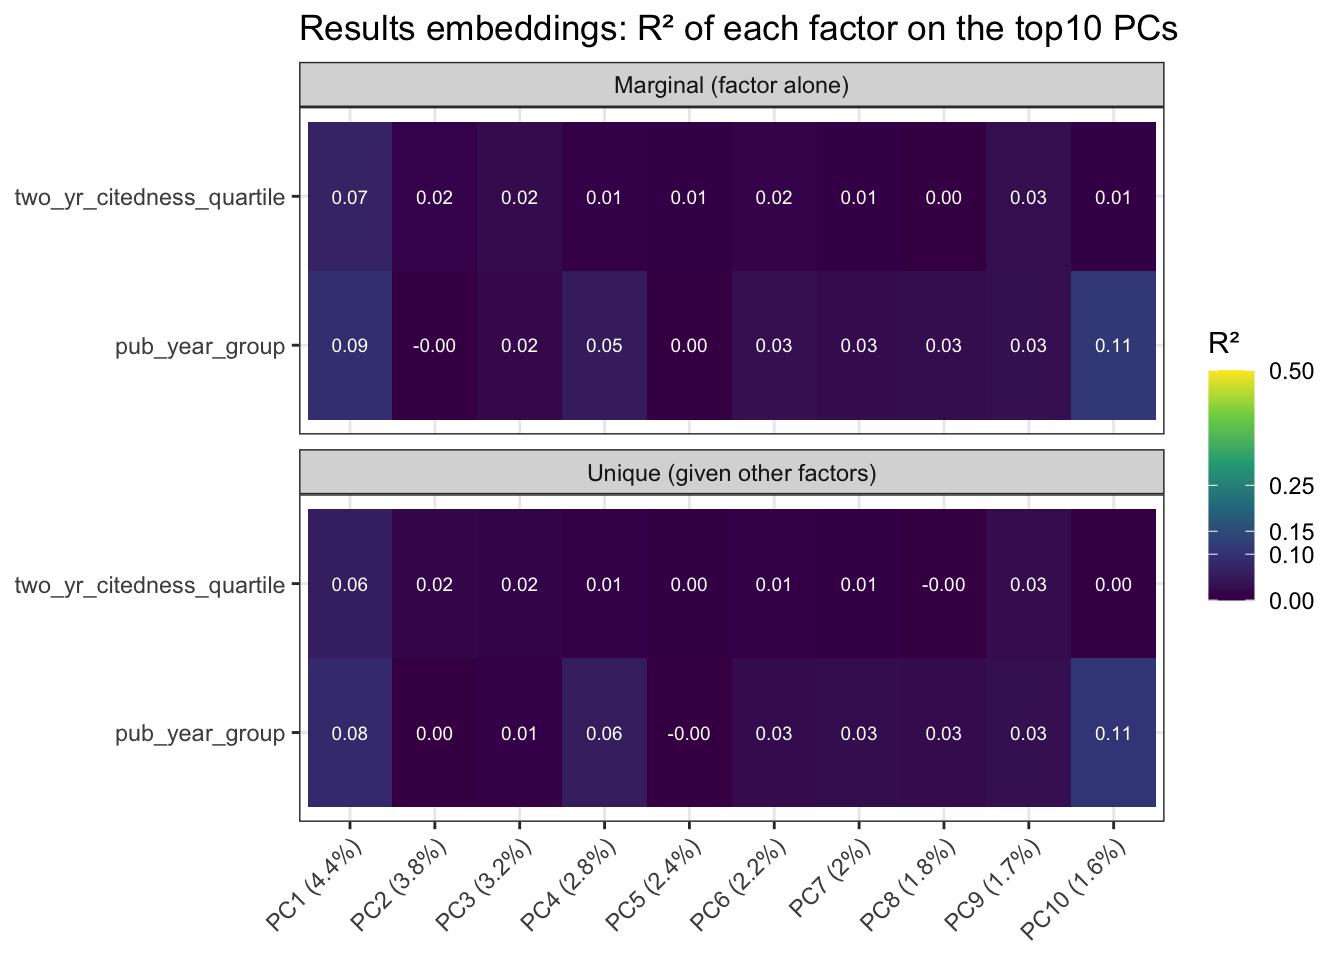 Results embeddings: R² of each factor on the top10 PCs
Marginal (factor alone)
two_yr_citedness_quartile 0.07 0.02 0.02 0.01 0.01 0.02 0.01 0.00 0.03 0.01
pub_year_group 0.09 -0.00 0.02 0.05 0.00 0.03 0.03 0.03 0.03 0.11
Unique (given other factors)
two_yr_citedness_quartile 0.06 0.02 0.02 0.01 0.00 0.01 0.01 -0.00 0.03 0.00
pub_year_group 0.08 0.00 0.01 0.06 -0.00 0.03 0.03 0.03 0.03 0.11
PC1 (4.4%) PC2 (3.8%) PC3 (3.2%) PC4 (2.8%) PC5 (2.4%) PC6 (2.2%) PC7 (2%) PC8 (1.8%) PC9 (1.7%) PC10 (1.6%)
R²
0.50
0.25
0.15
0.10
0.00